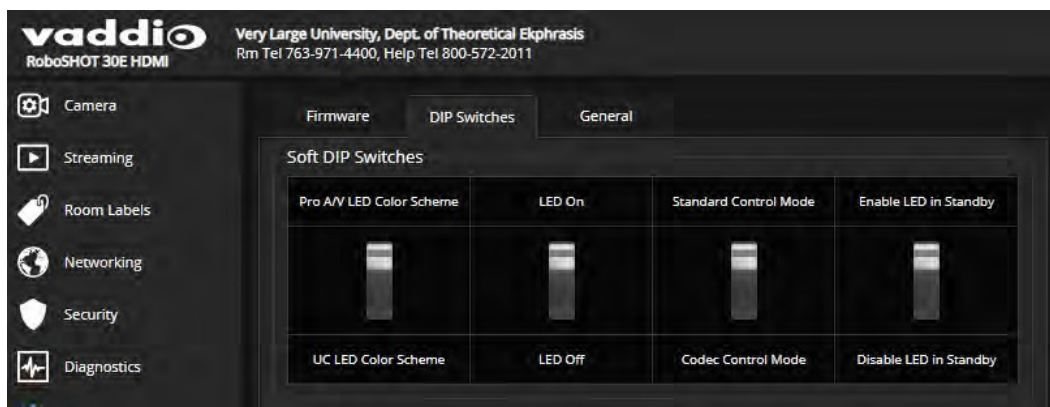 vaddio
RoboSHOT 30E HDMI
Very Large University, Dept. of Theoretical Ekphrasis
Rm Tel 763-971-4400, Help Tel 800-572-2011
Camera
Streaming
Room Labels
Networking
Security
Diagnostics
Firmware DIP Switches General
Soft DIP Switches
Pro A/V LED Color Scheme LED On Standard Control Mode Enable LED in Standby
UC LED Color Scheme LED Off Codec Control Mode Disable LED in Standby